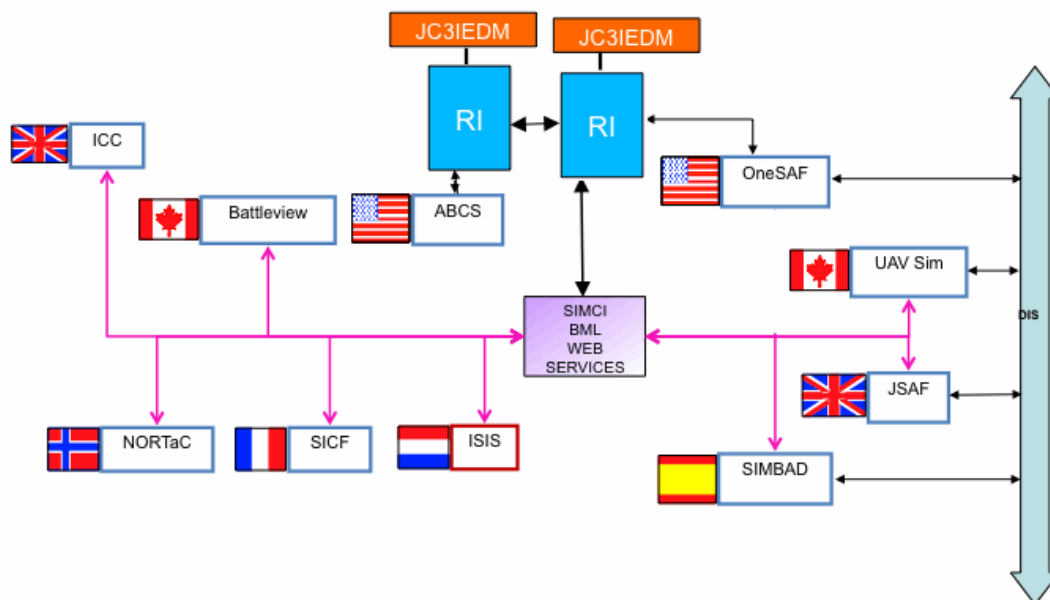 JC3IEDM
JC3IEDM
RI
RI
ICC
OneSAF
Battleview
ABCS
UAV Sim
SIMCI
BML
WEB
SERVICES
DIS
JSAF
NORTaC
SICF
ISIS
SIMBAD